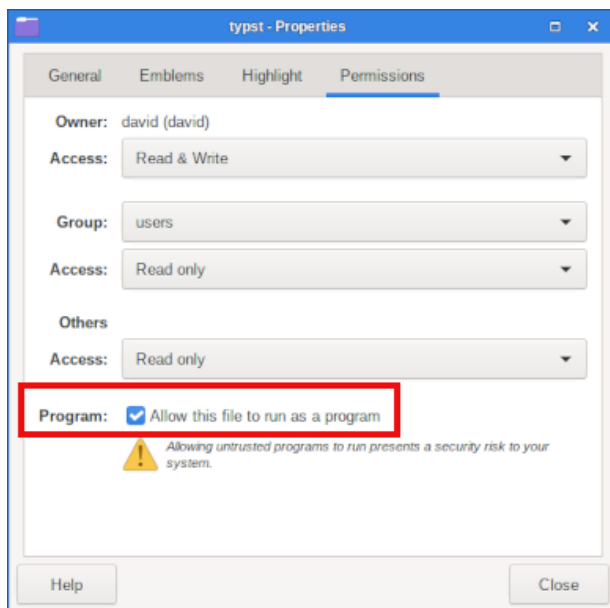 typst - Properties
General Emblems Highlight Permissions
Owner: david (david)
Access: Read & Write
Group: users
Access: Read only
Others
Access: Read only
Program: Allow this file to run as a program
Allowing untrusted programs to run presents a security risk to your
system.
Help Close